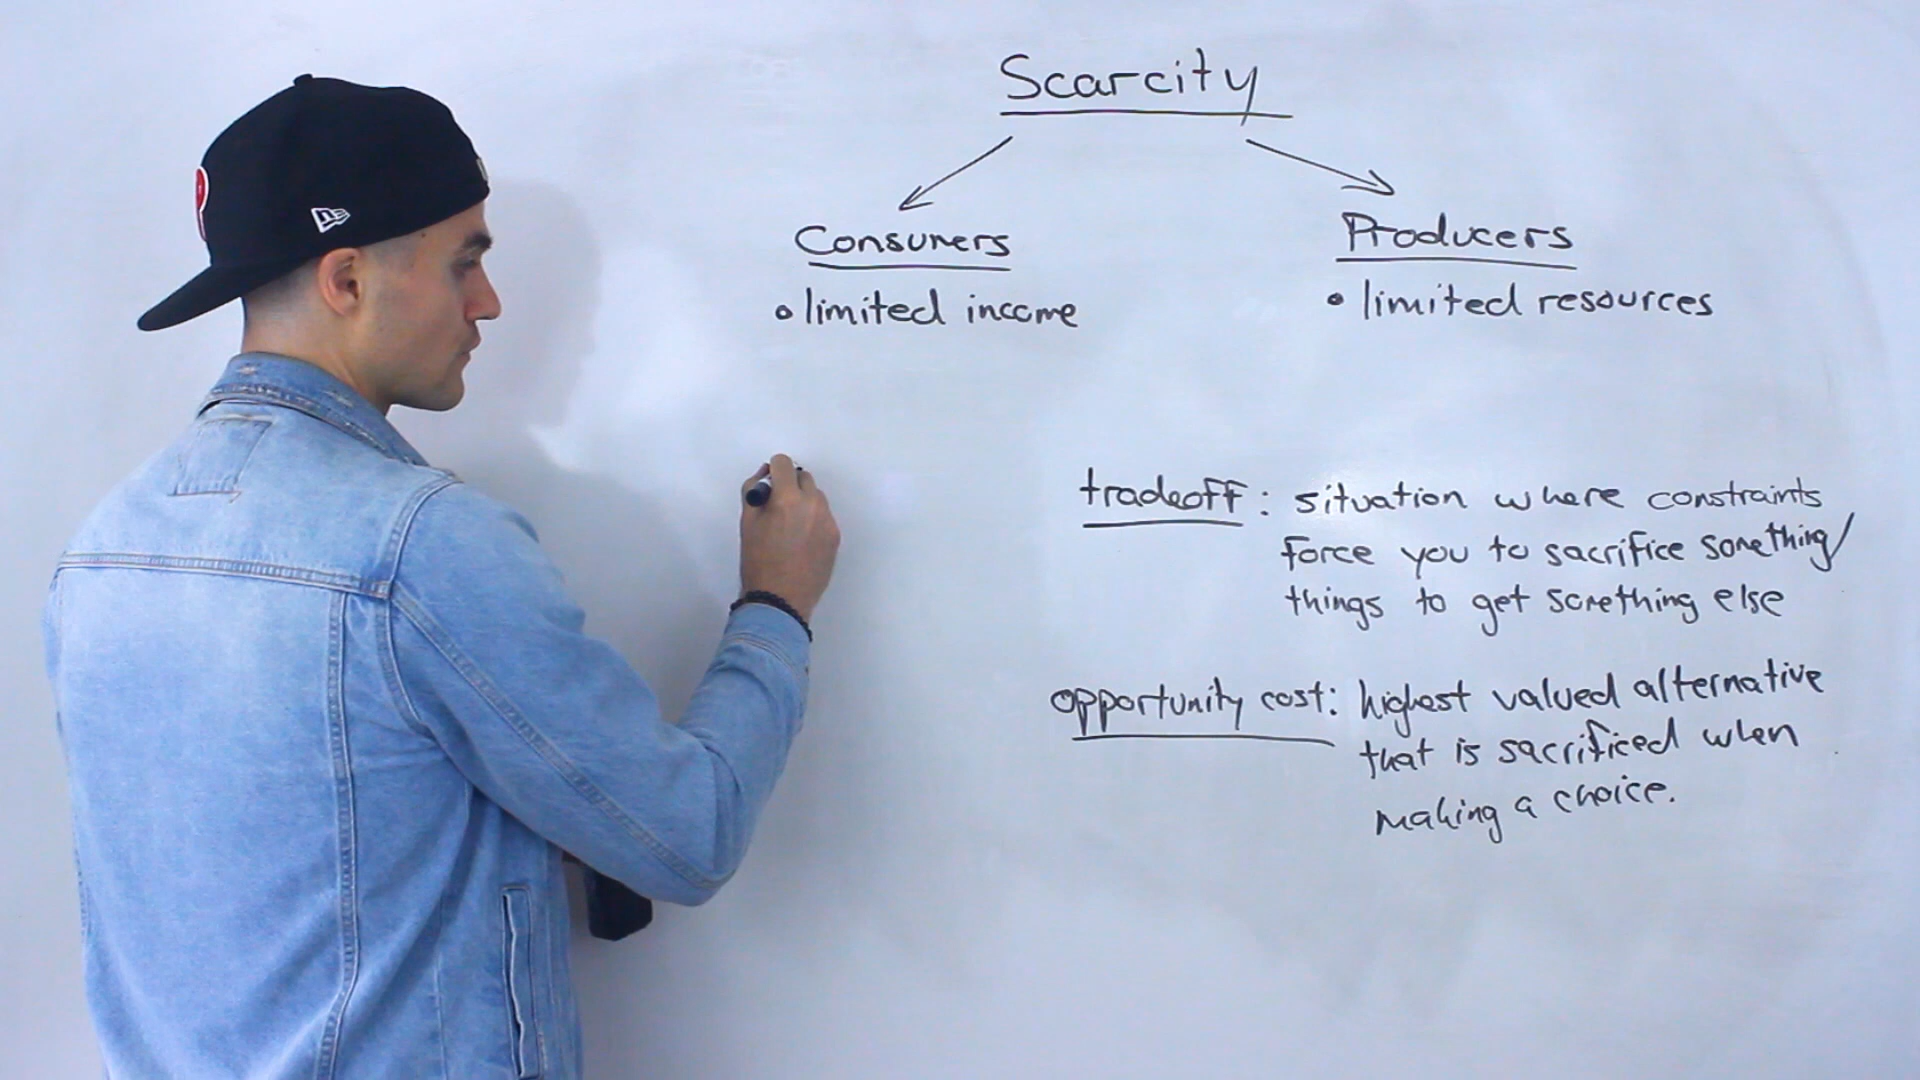 Scarcity
Consumers
• limited income
Producers
• limited resources
tradeoff: situation where constraints
force you to sacrifice something/
things to get something else
opportunity cost: highest valued alternative
that is sacrificed when
making a choice.